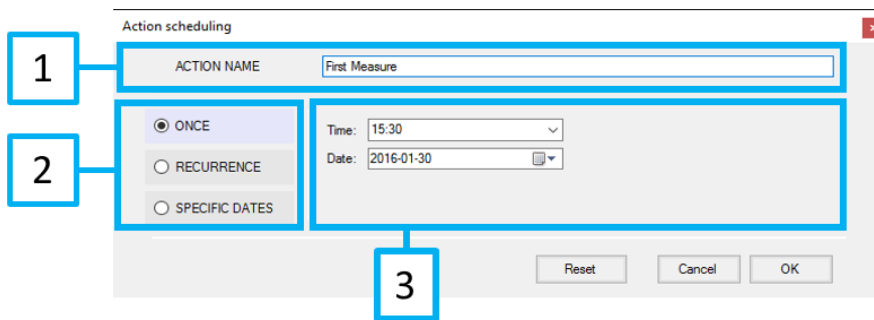 Action scheduling
1
ACTION NAME First Measure
2
ONCE
RECURRENCE
SPECIFIC DATES
Time: 15:30
Date: 2016-01-30
3
Reset Cancel OK